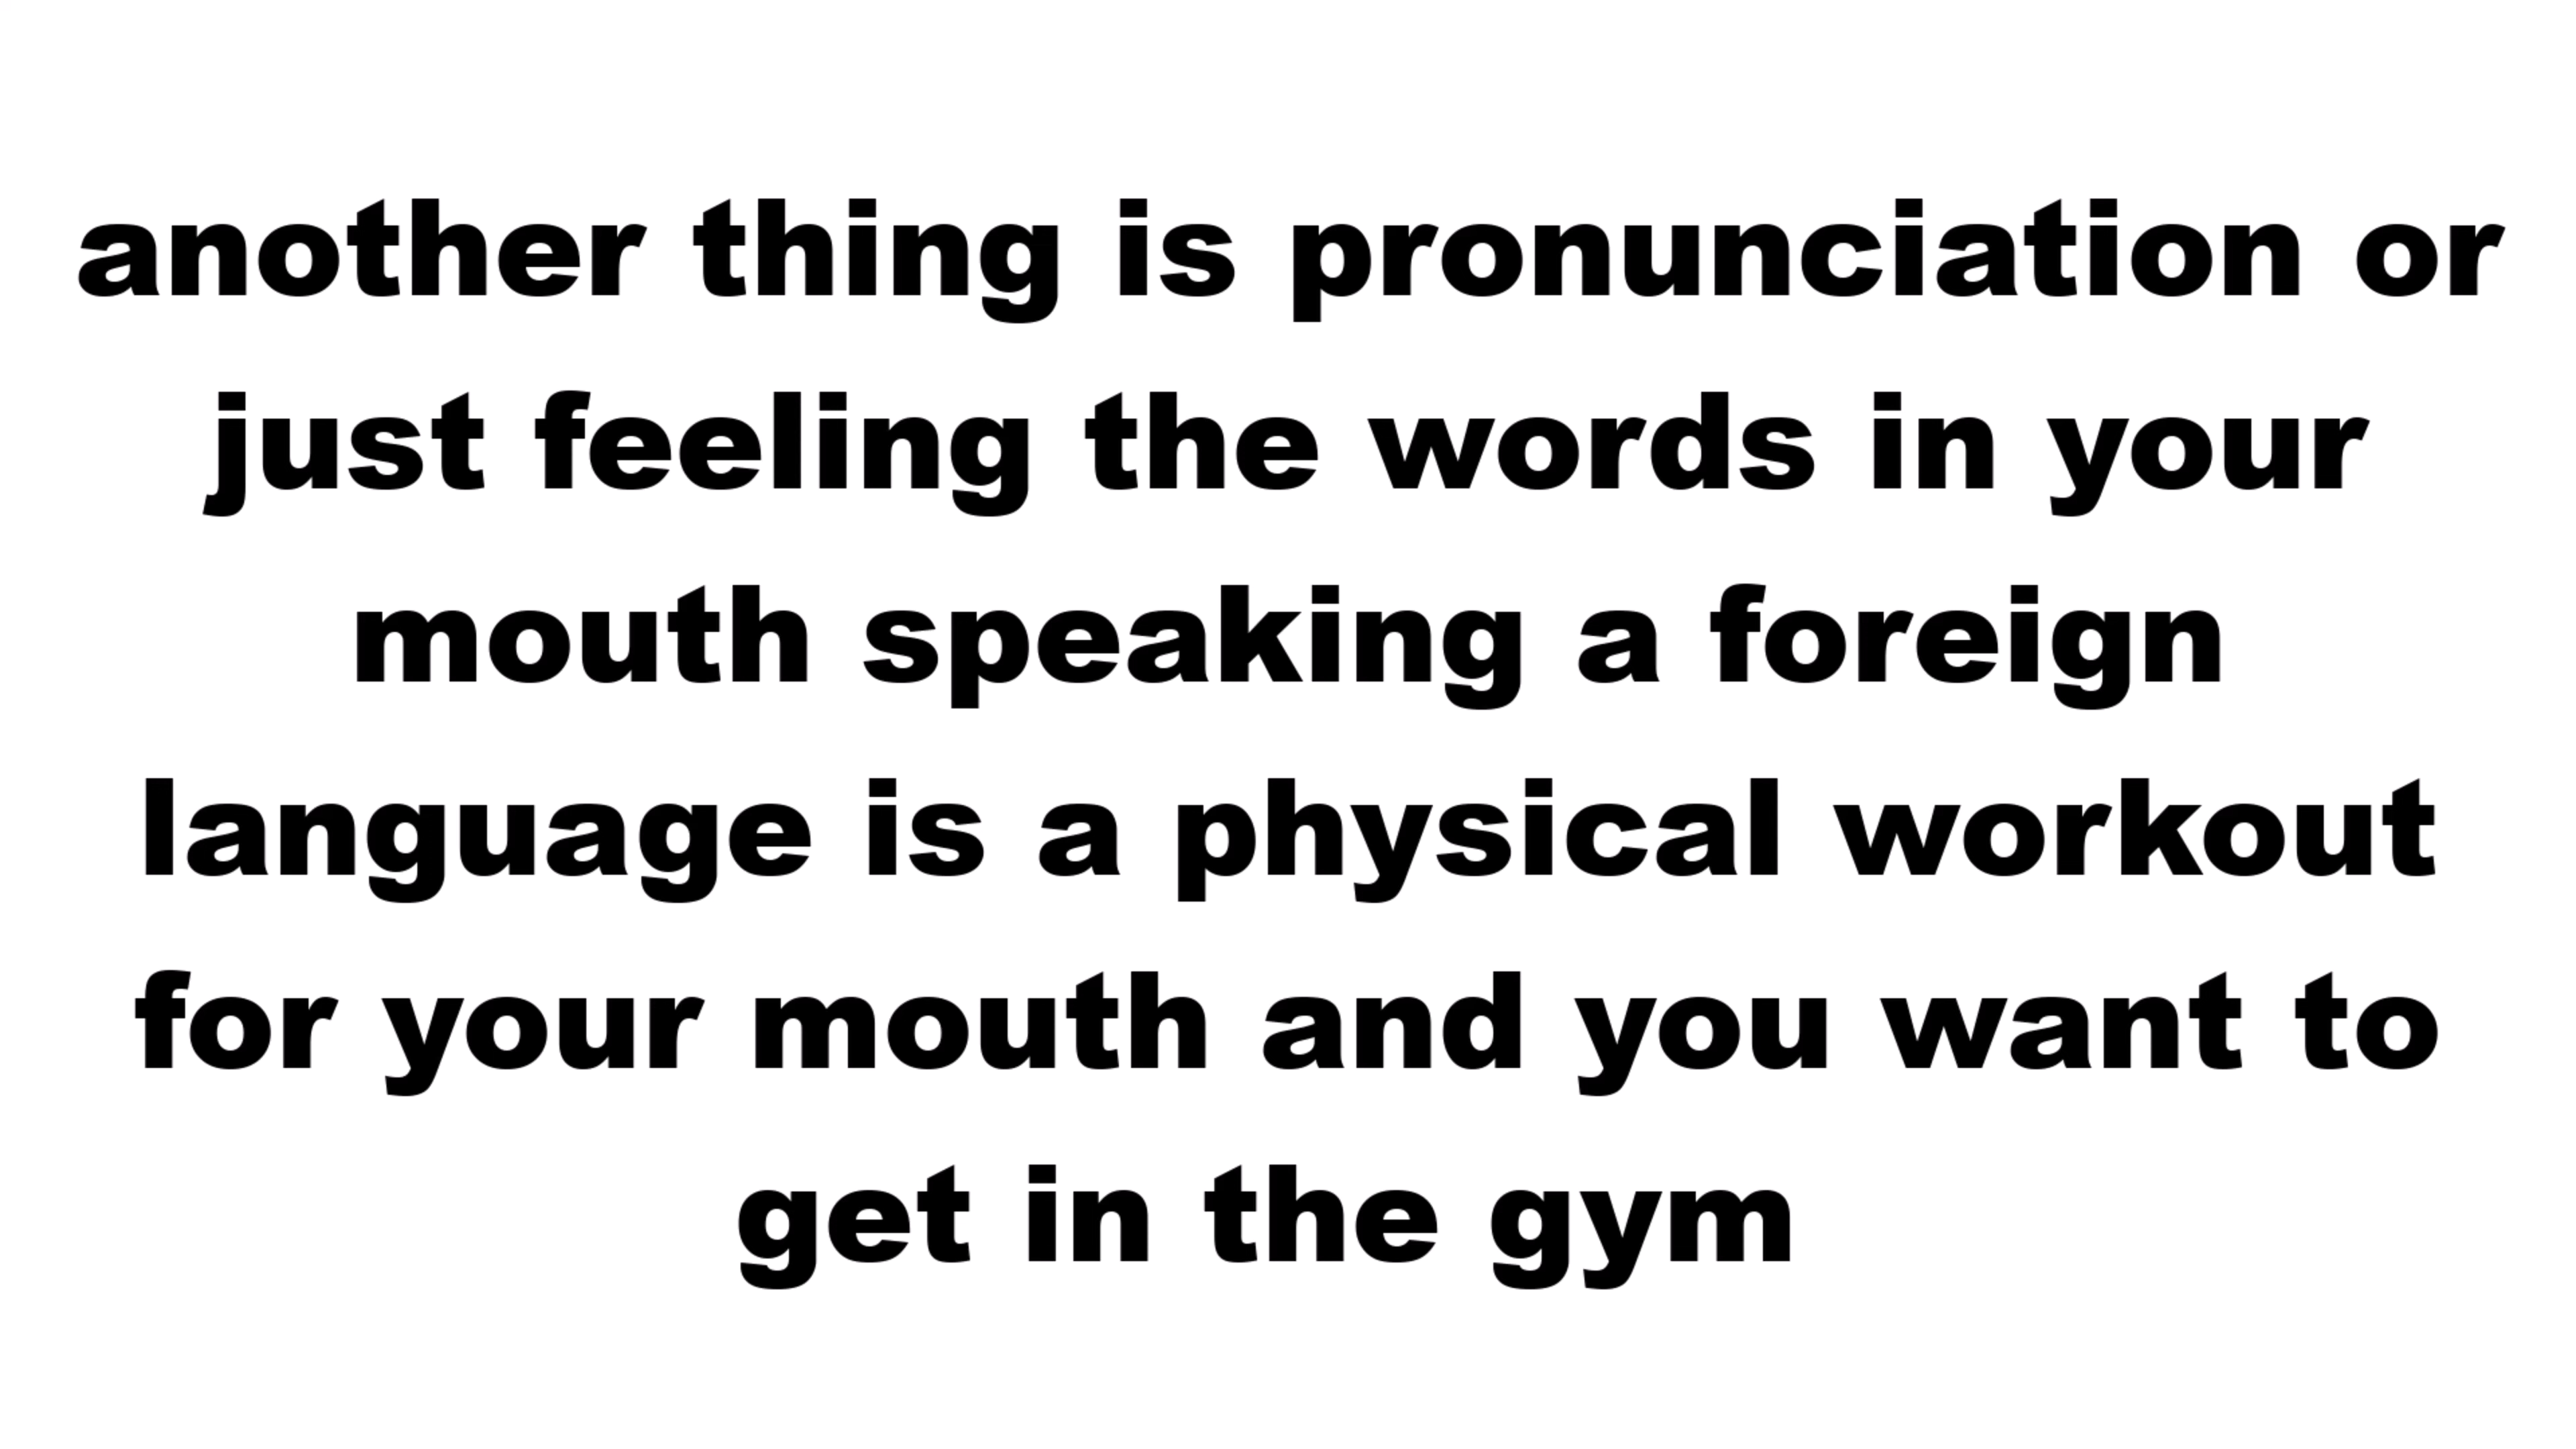 another thing is pronunciation or
just feeling the words in your
mouth speaking a foreign
language is a physical workout
for your mouth and you want to
get in the gym